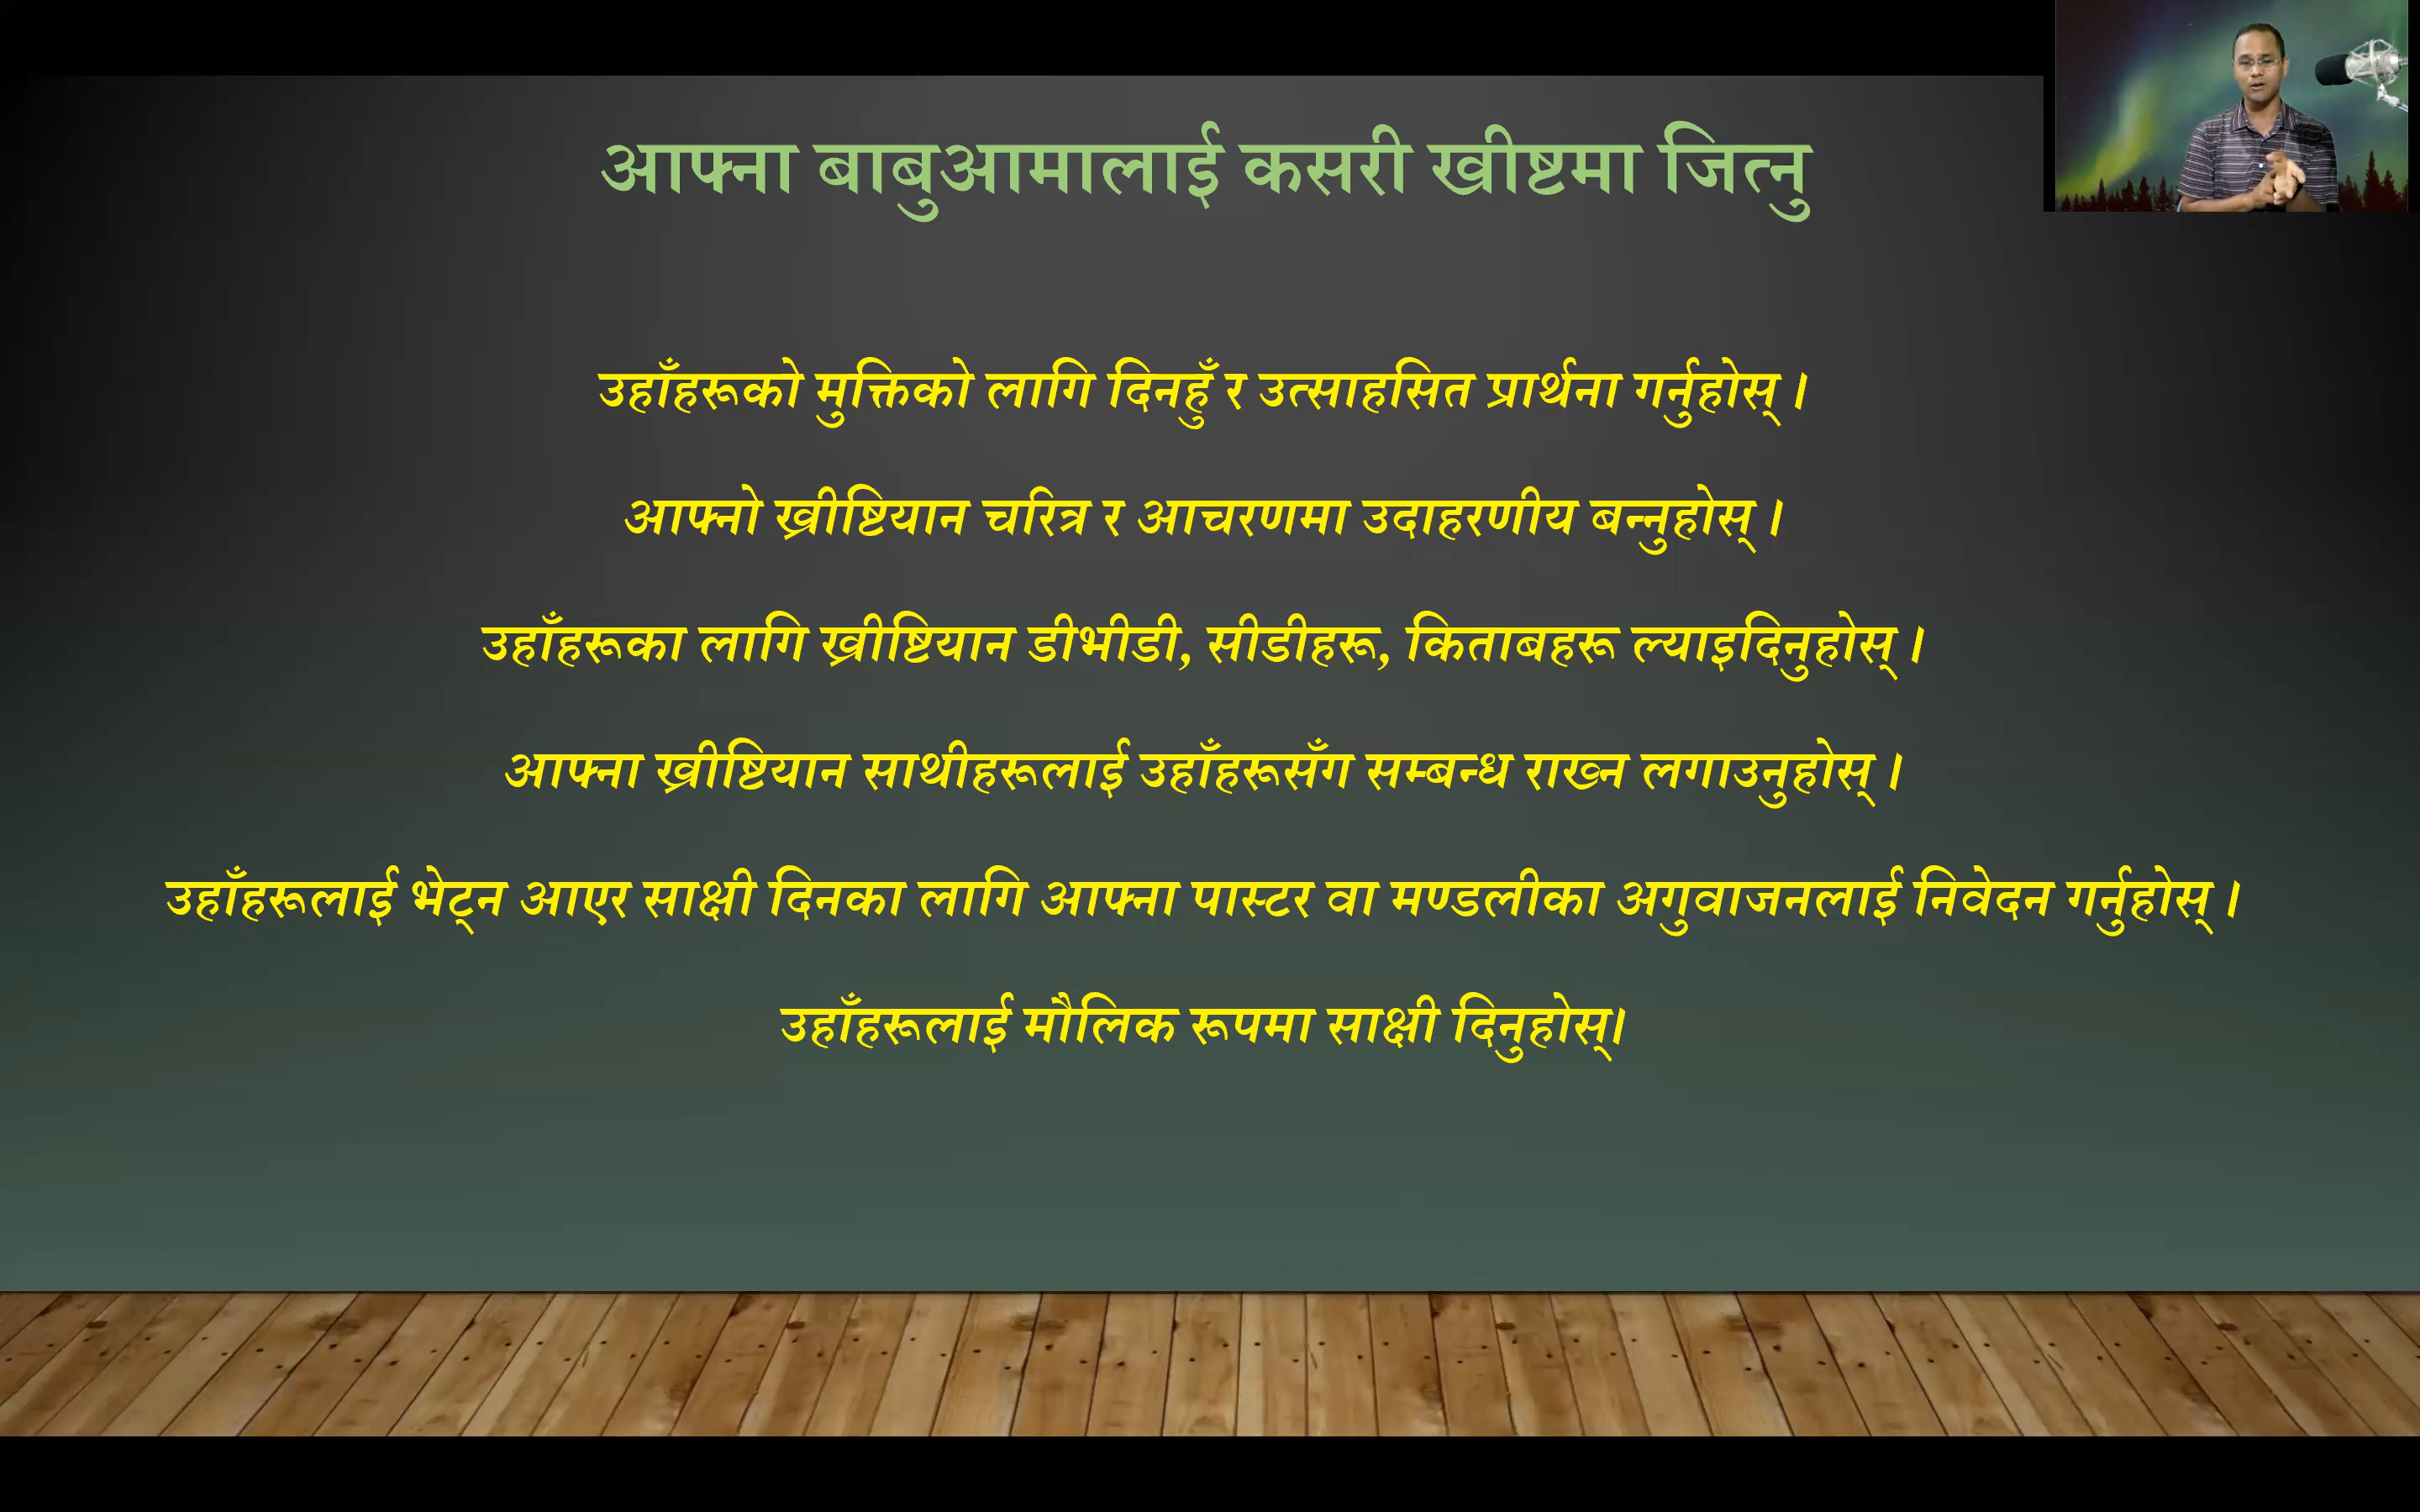 आफ्ना बाबुआमालाई कसरी ख्रीष्टमा जित्नु
उहाँहरूको मुक्तिको लागि दिनहुँ र उत्साहसित प्रार्थना गर्नुहोस् ।
आफ्नो ख्रीष्टियान चरित्र र आचरणमा उदाहरणीय बन्नुहोस् ।
उहाँहरूका लागि ख्रीष्टियान डीभीडी, सीडीहरू, किताबहरू ल्याइदिनुहोस् ।
आफ्ना ख्रीष्टियान साथीहरूलाई उहाँहरूसँग सम्बन्ध राख्न लगाउनुहोस् ।
उहाँहरूलाई भेट्न आएर साक्षी दिनका लागि आफ्ना पास्टर वा मण्डलीका अगुवाजनलाई निवेदन गर्नुहोस् ।
उहाँहरूलाई मौलिक रूपमा साक्षी दिनुहोस्।